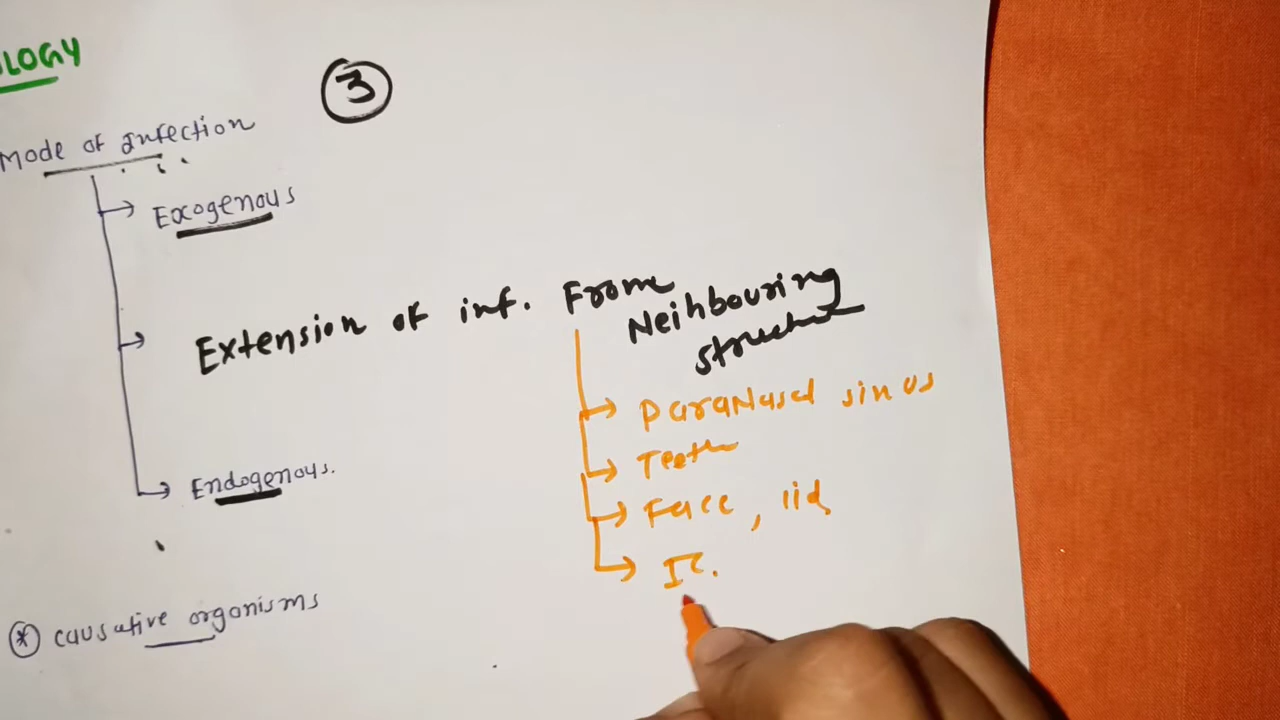 OLOGY
3
Mode of infection
Exogenous
Extension of inf. From
Neihbouring
structure
ParaNasal sinus
Teeth
Face, lid
IC.
Endogenous.
* causative organisms